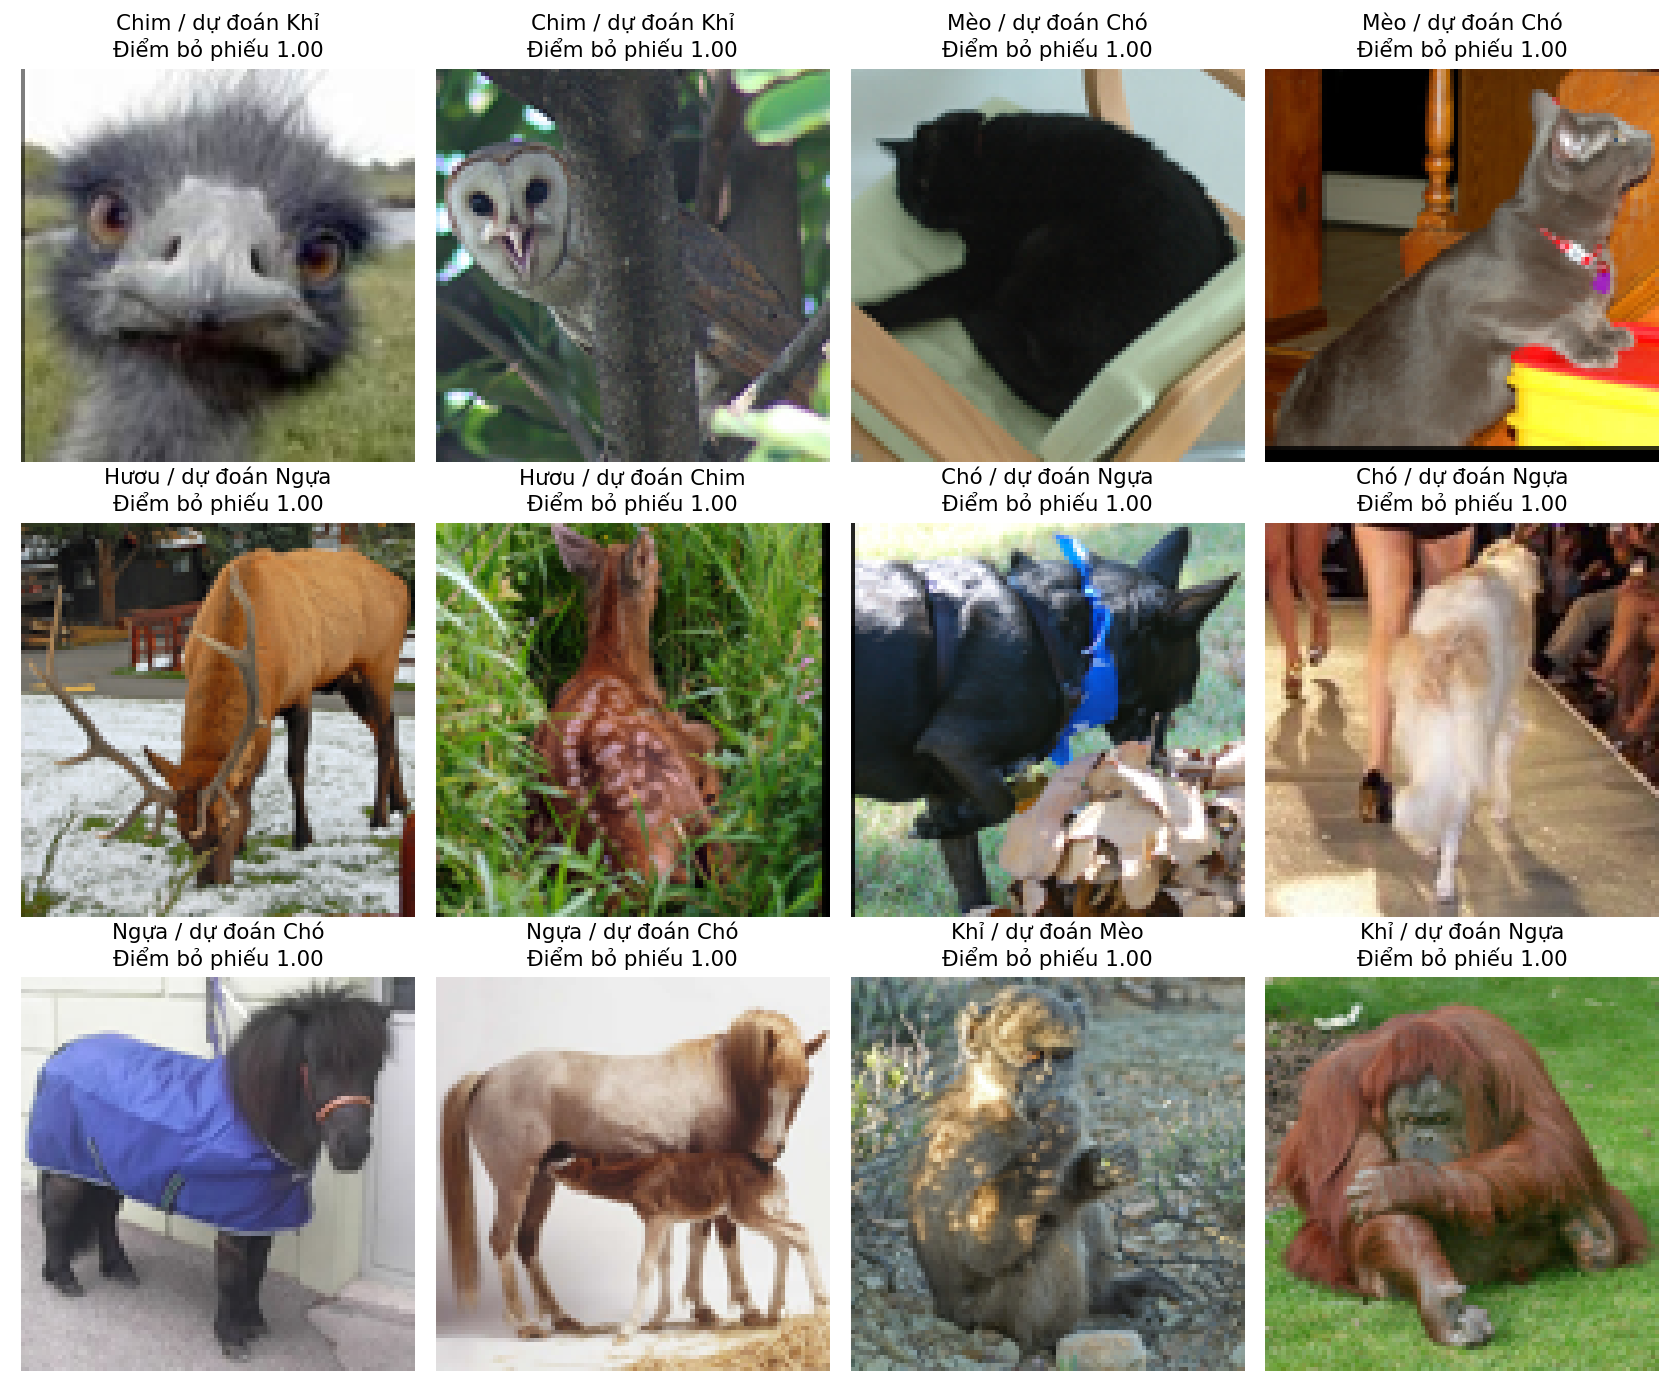 Chim / dự đoán Khỉ
Điểm bỏ phiếu 1.00
Chim / dự đoán Khỉ
Điểm bỏ phiếu 1.00
Mèo / dự đoán Chó
Điểm bỏ phiếu 1.00
Mèo / dự đoán Chó
Điểm bỏ phiếu 1.00
Hươu / dự đoán Ngựa
Điểm bỏ phiếu 1.00
Hươu / dự đoán Chim
Điểm bỏ phiếu 1.00
Chó / dự đoán Ngựa
Điểm bỏ phiếu 1.00
Chó / dự đoán Ngựa
Điểm bỏ phiếu 1.00
Ngựa / dự đoán Chó
Điểm bỏ phiếu 1.00
Ngựa / dự đoán Chó
Điểm bỏ phiếu 1.00
Khỉ / dự đoán Mèo
Điểm bỏ phiếu 1.00
Khỉ / dự đoán Ngựa
Điểm bỏ phiếu 1.00